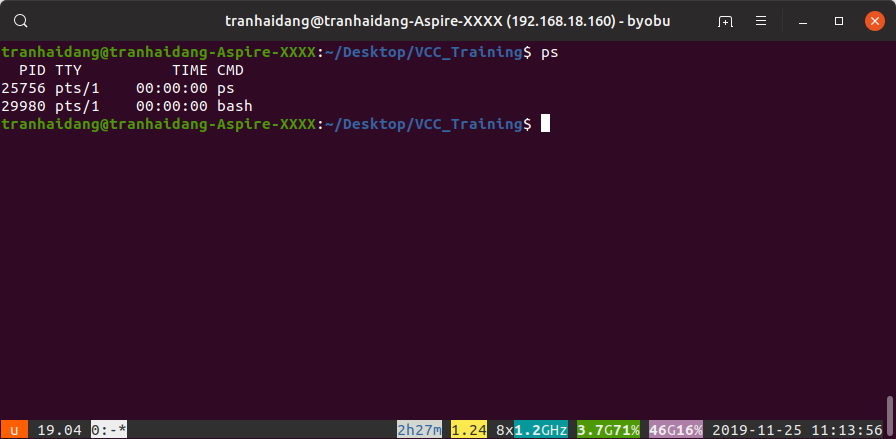 tranhaidang@tranhaidang-Aspire-XXXX (192.168.18.160) - byobu
tranhaidang@tranhaidang-Aspire-XXXX:~/Desktop/VCC_Training$ ps
  PID TTY          TIME CMD
25756 pts/1    00:00:00 ps
29980 pts/1    00:00:00 bash
tranhaidang@tranhaidang-Aspire-XXXX:~/Desktop/VCC_Training$
u 19.04 0:-* 2h27m 1.24 8x1.2GHz 3.7G71% 46G16% 2019-11-25 11:13:56